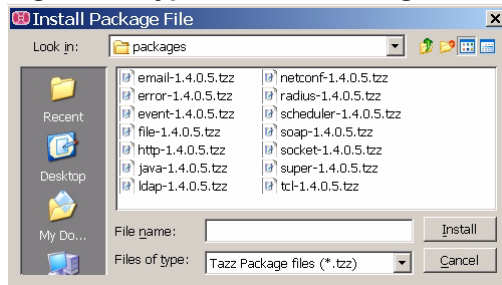 Install Package File
Look in: packages
Recent
Desktop
My Do...
email-1.4.0.5.tzz
error-1.4.0.5.tzz
event-1.4.0.5.tzz
file-1.4.0.5.tzz
http-1.4.0.5.tzz
java-1.4.0.5.tzz
ldap-1.4.0.5.tzz
netconf-1.4.0.5.tzz
radius-1.4.0.5.tzz
scheduler-1.4.0.5.tzz
soap-1.4.0.5.tzz
socket-1.4.0.5.tzz
super-1.4.0.5.tzz
tcl-1.4.0.5.tzz
File name: Install
Files of type: Tazz Package files (*.tzz) Cancel